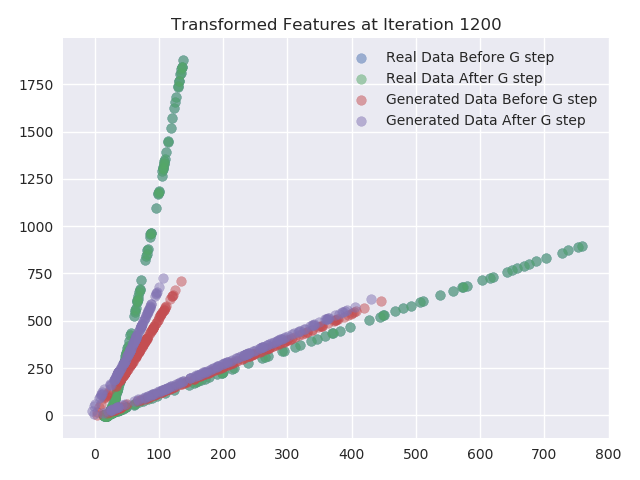 Transformed Features at Iteration 1200
Real Data Before G step
Real Data After G step
Generated Data Before G step
Generated Data After G step
1750
1500
1250
1000
750
500
250
0
0 100 200 300 400 500 600 700 800